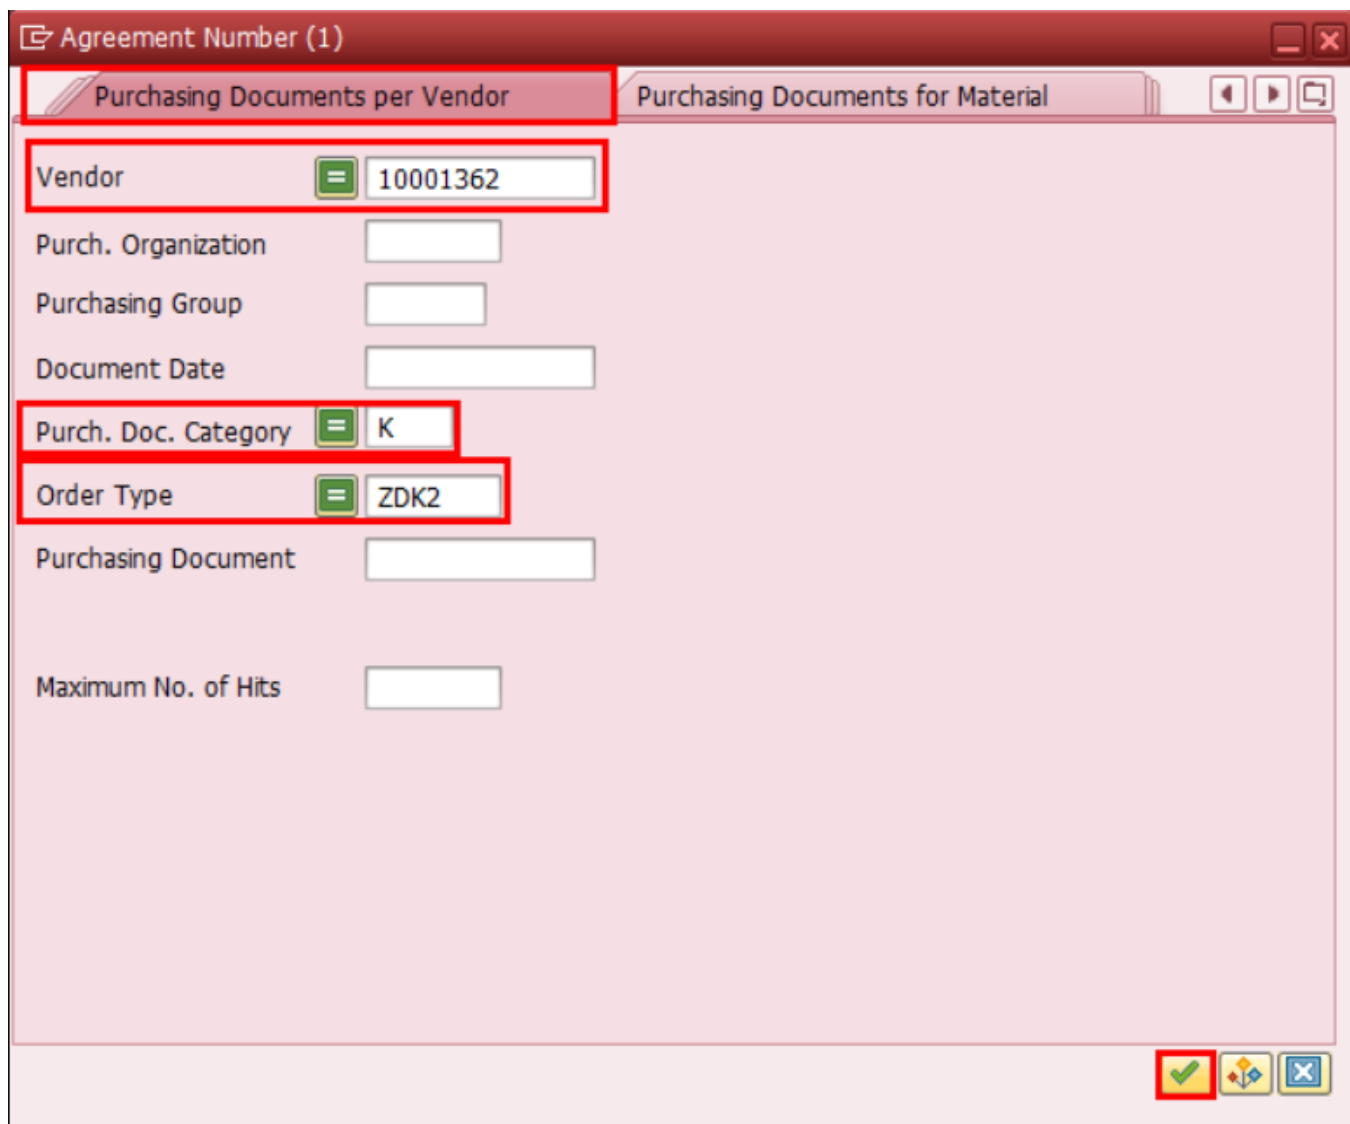 Agreement Number (1)
Purchasing Documents per Vendor Purchasing Documents for Material
Vendor = 10001362
Purch. Organization
Purchasing Group
Document Date
Purch. Doc. Category = K
Order Type = ZDK2
Purchasing Document
Maximum No. of Hits